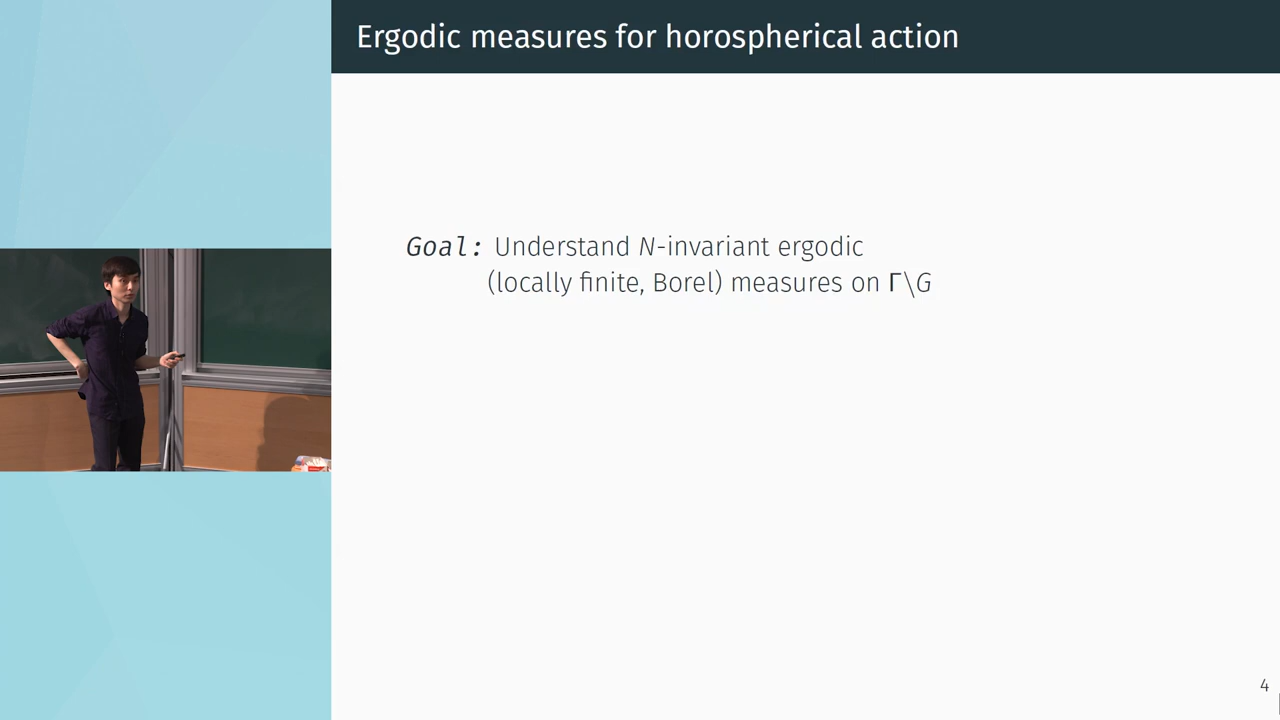 Ergodic measures for horospherical action
Goal: Understand N-invariant ergodic
(locally finite, Borel) measures on Γ\G
4